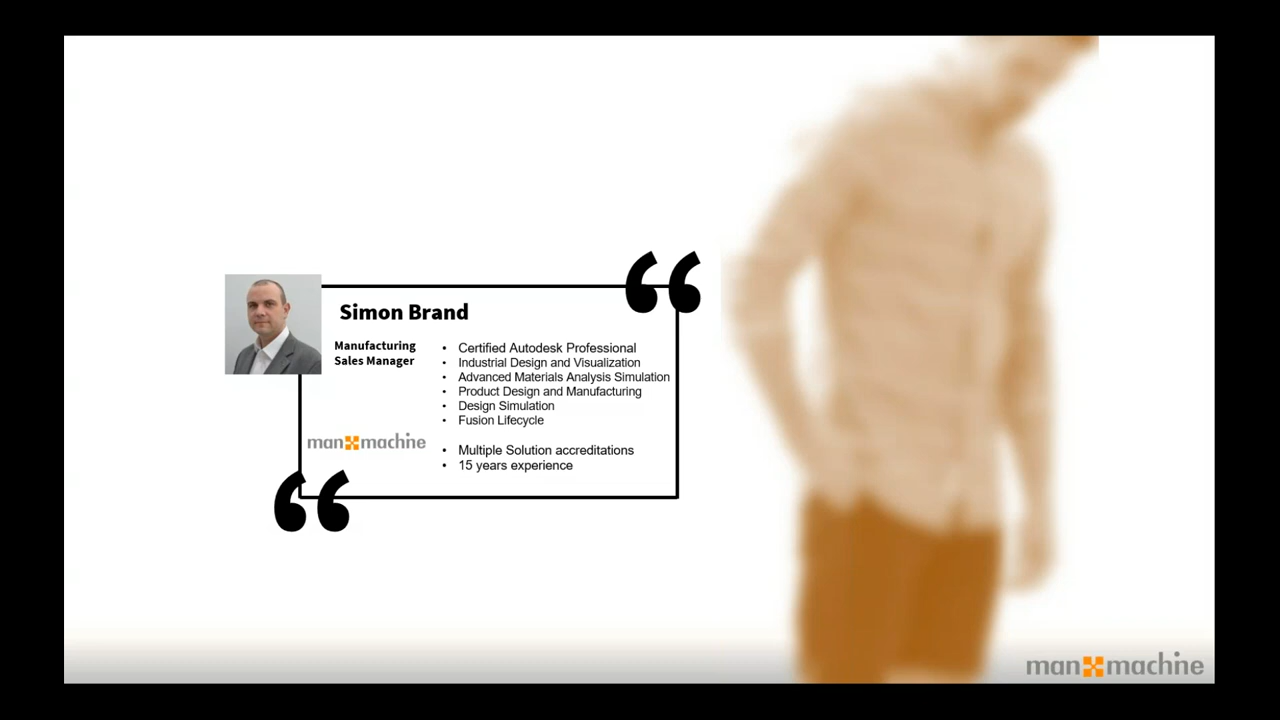 Simon Brand
Manufacturing
Sales Manager
• Certified Autodesk Professional
• Industrial Design and Visualization
• Advanced Materials Analysis Simulation
• Product Design and Manufacturing
• Design Simulation
• Fusion Lifecycle
• Multiple Solution accreditations
• 15 years experience
man machine
man machine